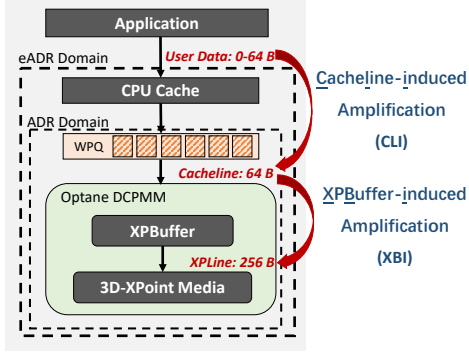 Application
User Data: 0-64 B
eADR Domain
CPU Cache
Cacheline-induced
Amplification
(CLI)
ADR Domain
WPQ
Cacheline: 64 B
Optane DCPMM
XPBuffer
XPBuffer-induced
Amplification
(XBI)
XPLine: 256 B
3D-XPoint Media